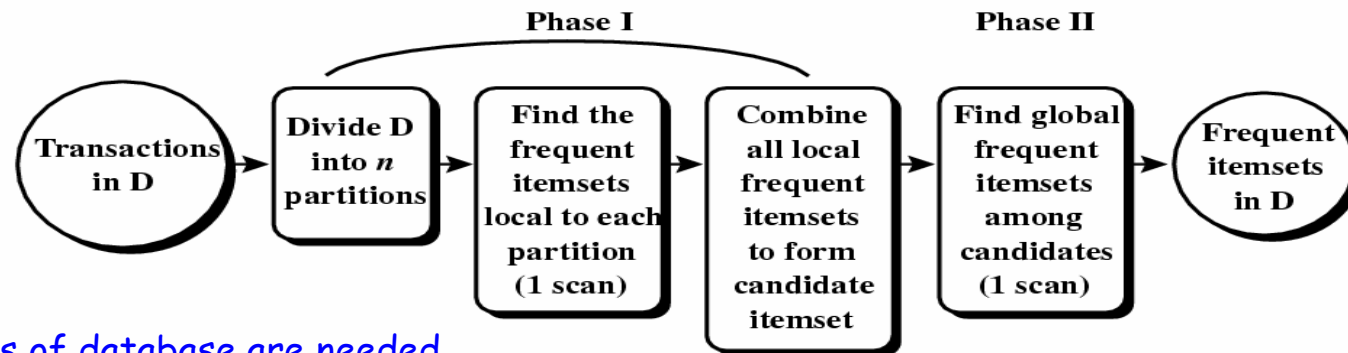 Phase I
Phase II
Transactions
in D
Divide D
into n
partitions
Find the
frequent
itemsets
local to each
partition
(1 scan)
Combine
all local
frequent
itemsets
to form
candidate
itemset
Find global
frequent
itemsets
among
candidates
(1 scan)
Frequent
itemsets
in D
of database are needed